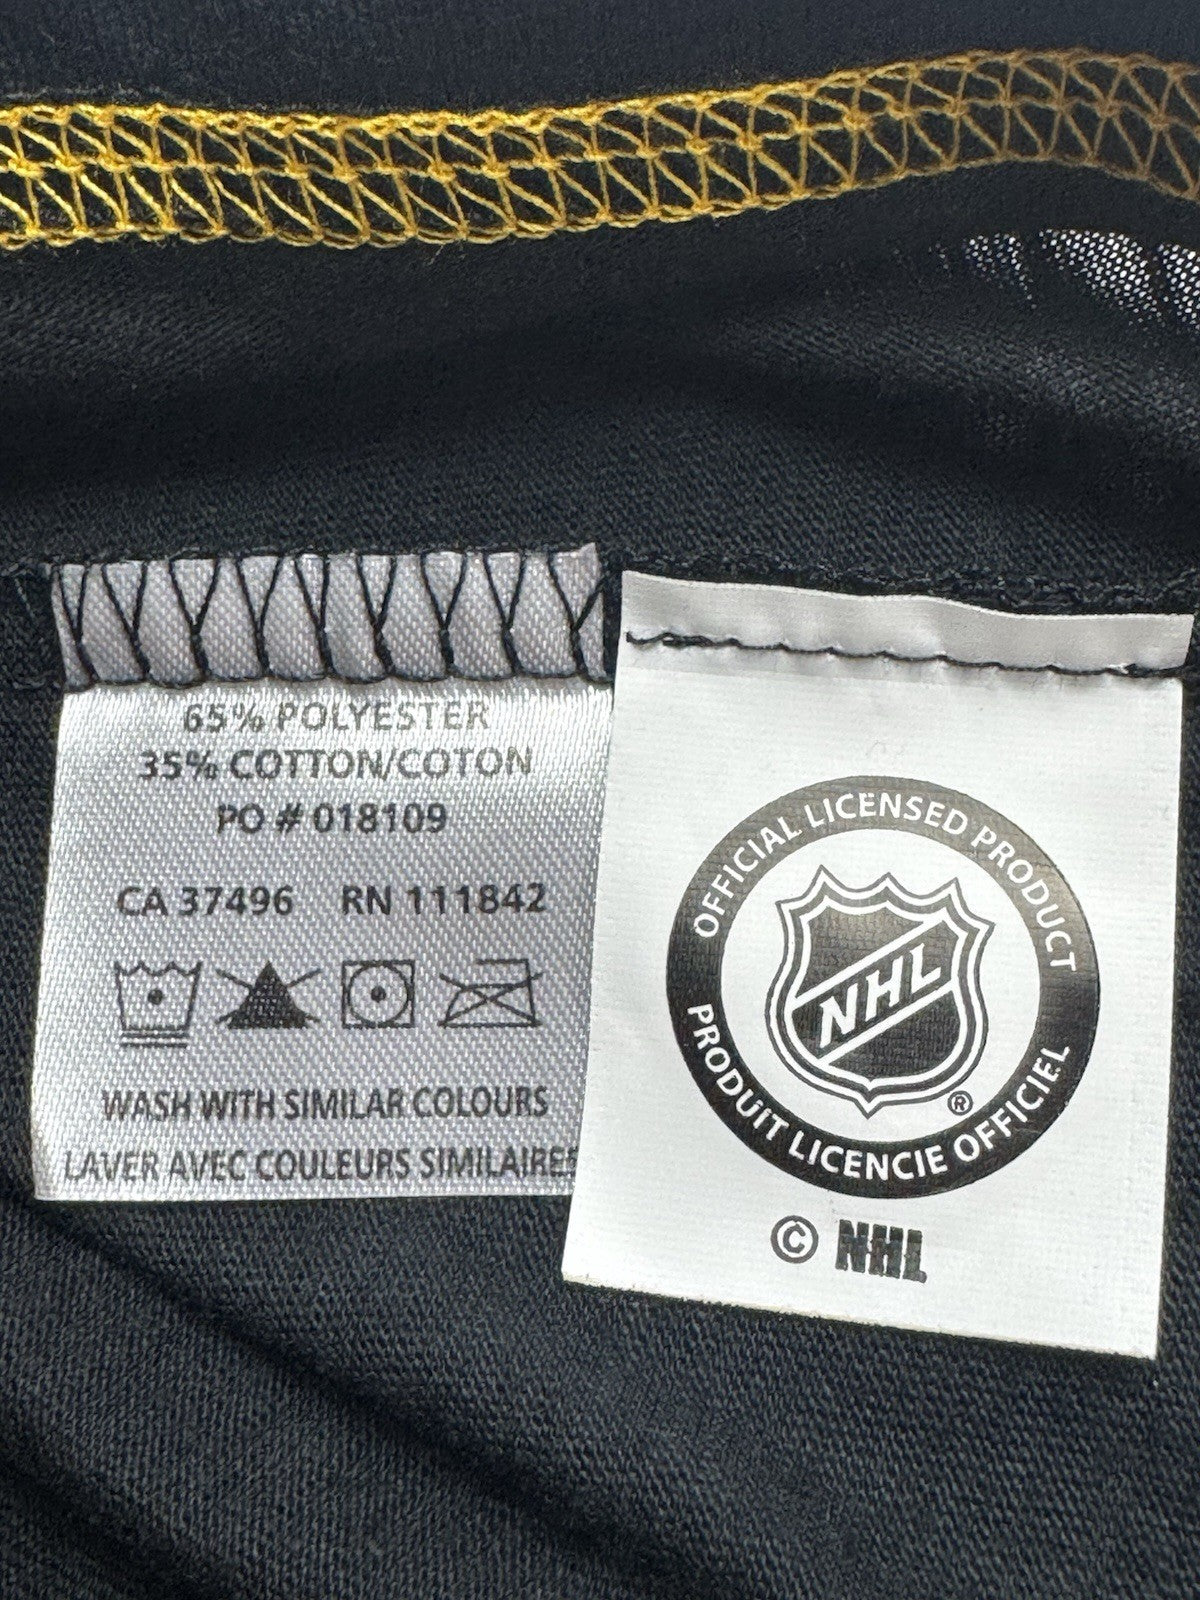 65% POLYESTER
35% COTTON/COTON
PO # 018109
CA 37496 RN 111842
WASH WITH SIMILAR COLOURS
LAVER AVEC COULEURS SIMILAIRES
OFFICIAL LICENSED PRODUCT
NHL
®
PRODUIT LICENCIE OFFICIEL
© NHL